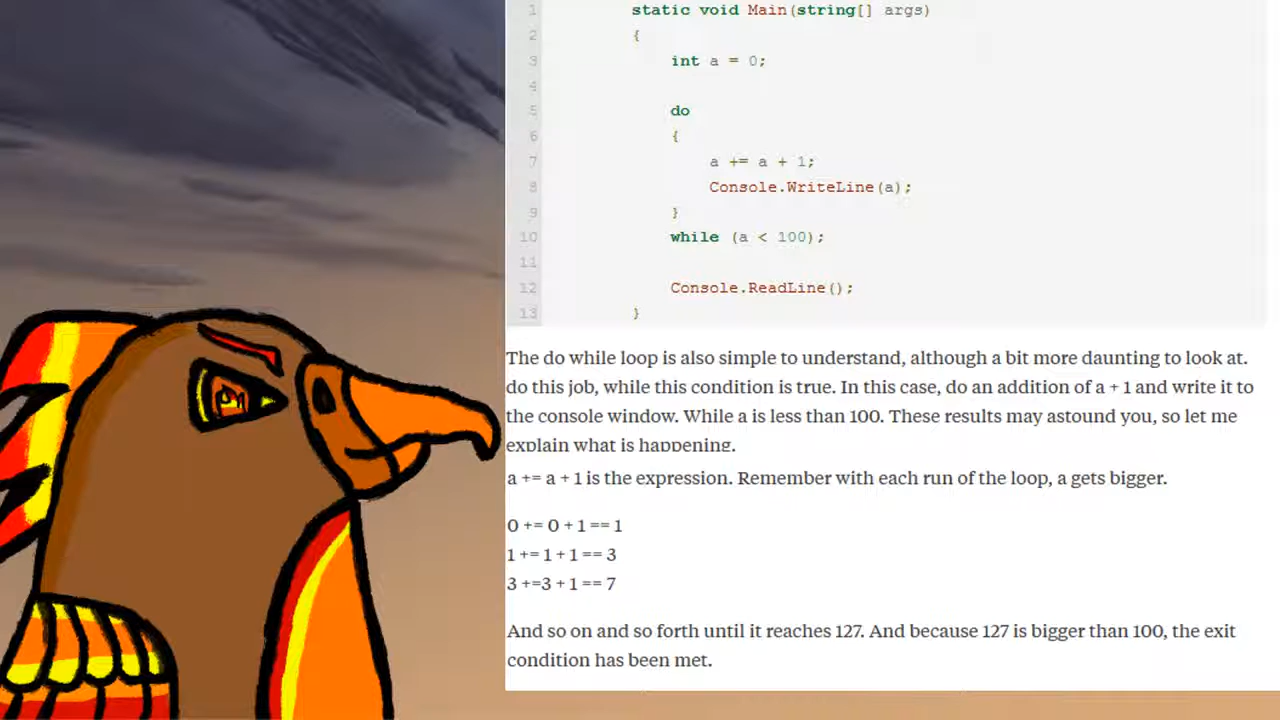 1 static void Main(string[] args)
2 {
3 int a = 0;
4
5 do
6 {
7 a += a + 1;
8 Console.WriteLine(a);
9 }
10 while (a < 100);
11
12 Console.ReadLine();
13 }
The do while loop is also simple to understand, although a bit more daunting to look at.
do this job, while this condition is true. In this case, do an addition of a + 1 and write it to
the console window. While a is less than 100. These results may astound you, so let me
explain what is happening.
a += a + 1 is the expression. Remember with each run of the loop, a gets bigger.
0 += 0 + 1 == 1
1 += 1 + 1 == 3
3 +=3 + 1 == 7
And so on and so forth until it reaches 127. And because 127 is bigger than 100, the exit
condition has been met.